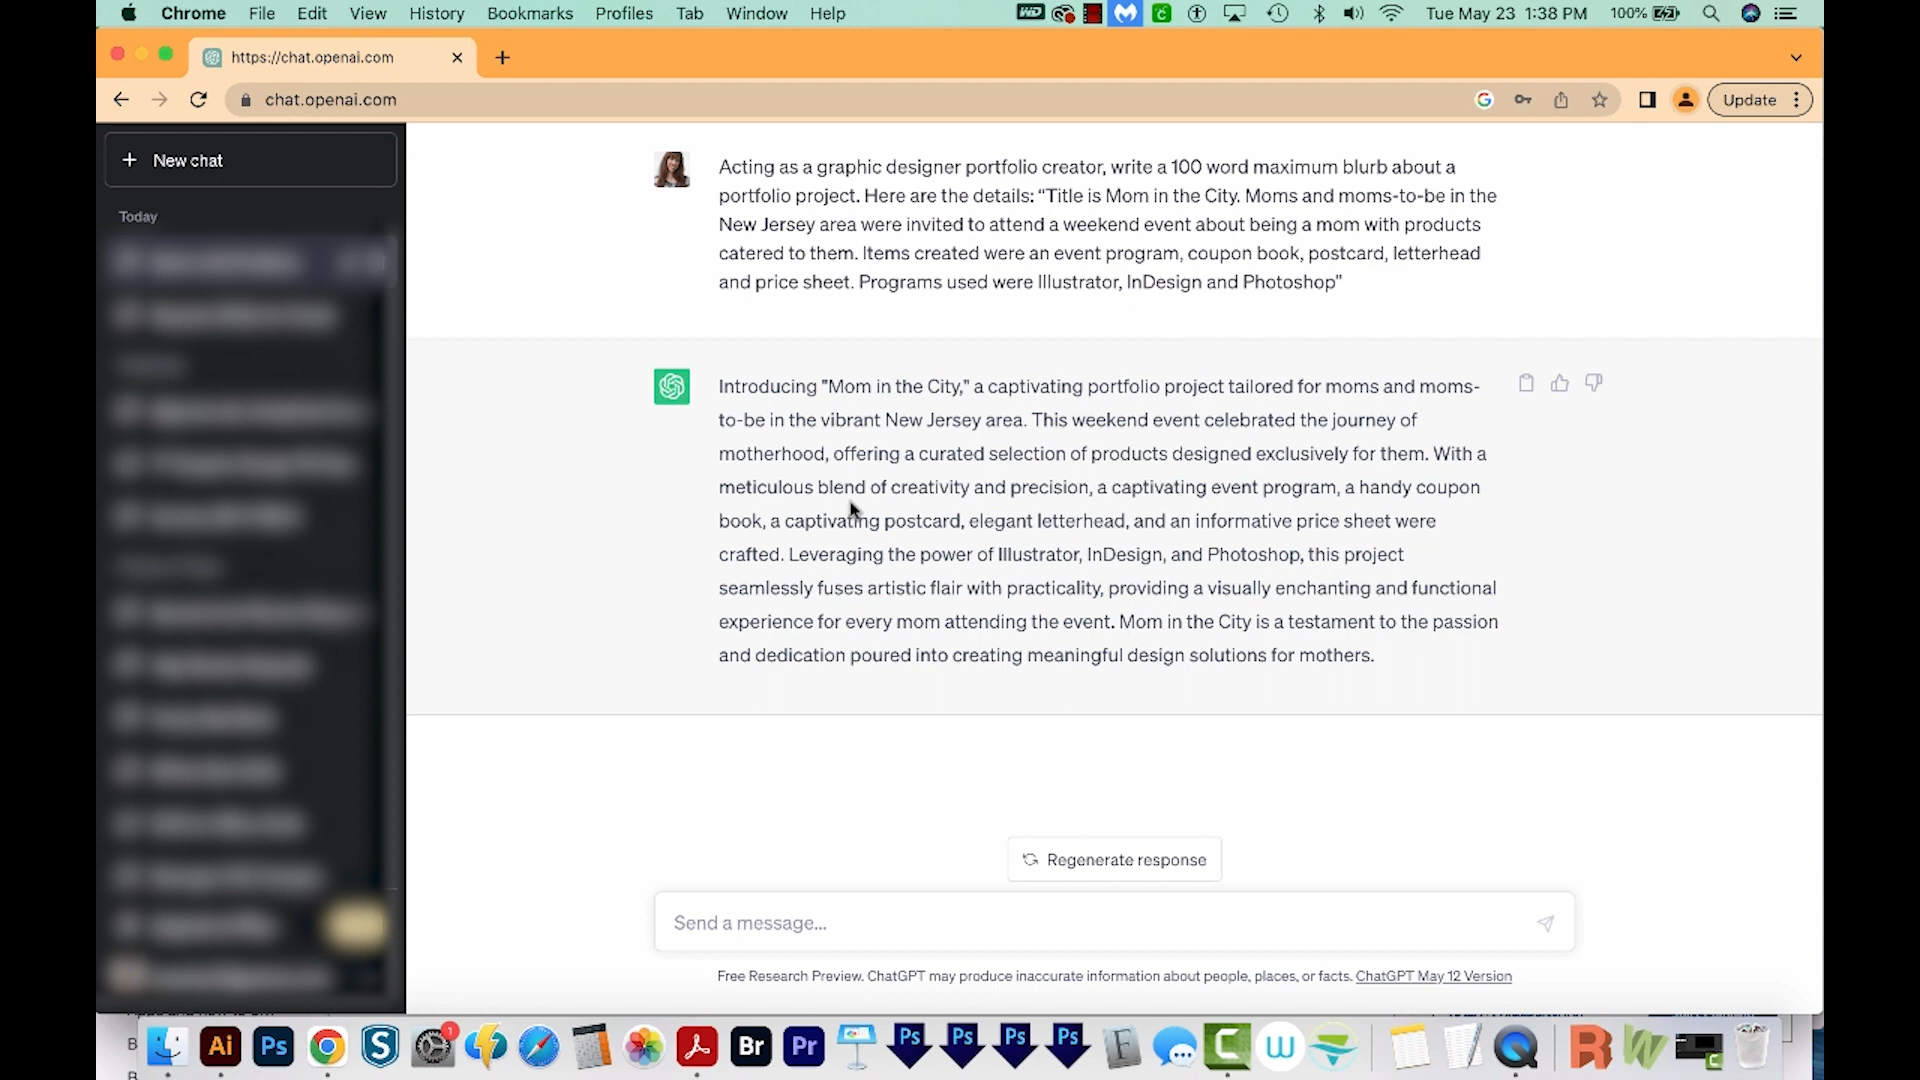 Chrome File Edit View History Bookmarks Profiles Tab Window Help
WD Tue May 23 1:38 PM 100%
https://chat.openai.com
chat.openai.com
Update
New chat
Today
Acting as a graphic designer portfolio creator, write a 100 word maximum blurb about a
portfolio project. Here are the details: “Title is Mom in the City. Moms and moms-to-be in the
New Jersey area were invited to attend a weekend event about being a mom with products
catered to them. Items created were an event program, coupon book, postcard, letterhead
and price sheet. Programs used were Illustrator, InDesign and Photoshop”
Introducing "Mom in the City," a captivating portfolio project tailored for moms and moms-
to-be in the vibrant New Jersey area. This weekend event celebrated the journey of
motherhood, offering a curated selection of products designed exclusively for them. With a
meticulous blend of creativity and precision, a captivating event program, a handy coupon
book, a captivating postcard, elegant letterhead, and an informative price sheet were
crafted. Leveraging the power of Illustrator, InDesign, and Photoshop, this project
seamlessly fuses artistic flair with practicality, providing a visually enchanting and functional
experience for every mom attending the event. Mom in the City is a testament to the passion
and dedication poured into creating meaningful design solutions for mothers.
Regenerate response
Send a message...
Free Research Preview. ChatGPT may produce inaccurate information about people, places, or facts. ChatGPT May 12 Version
Ai Ps S 1 Br Pr Ps Ps Ps Ps F C W Q R W